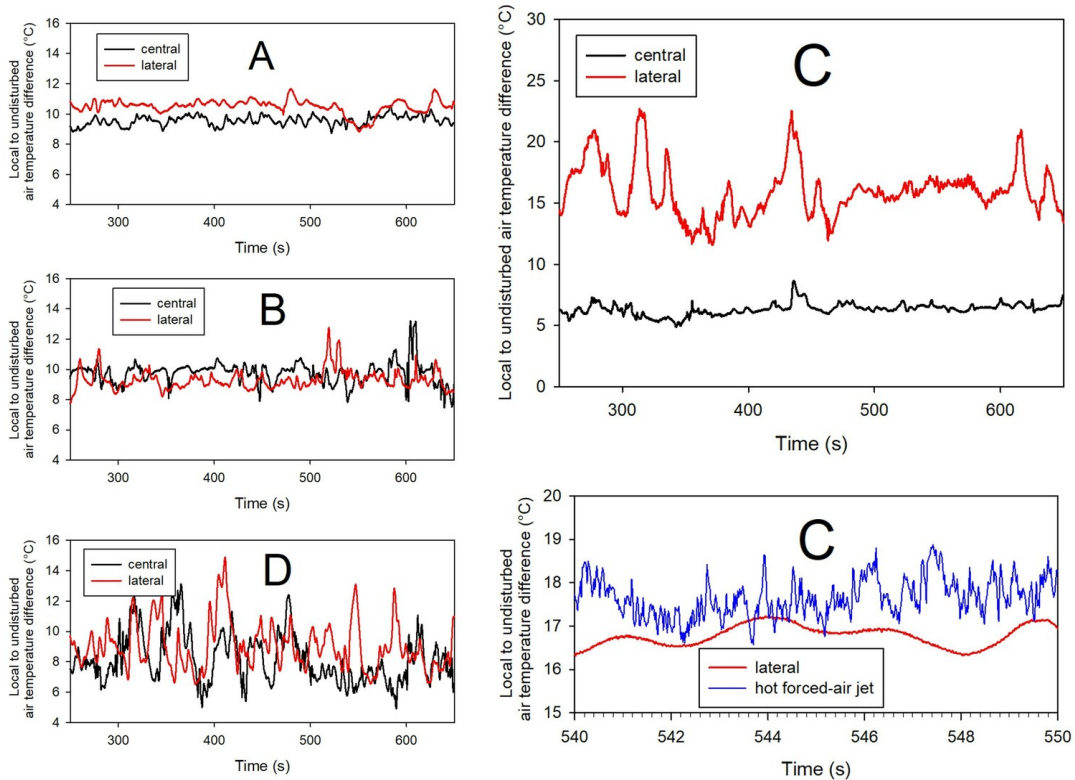 Local to undisturbed
air temperature difference (°C)
16
14
12
10
8
6
4
central
lateral
A
300
400
500
600
Time (s)
Local to undisturbed
air temperature difference (°C)
16
14
12
10
8
6
4
central
lateral
B
300
400
500
600
Time (s)
Local to undisturbed
air temperature difference (°C)
16
14
12
10
8
6
4
central
lateral
D
300
400
500
600
Time (s)
Local to undisturbed air temperature difference (°C)
30
25
20
15
10
5
0
central
lateral
C
300
400
500
600
Time (s)
Local to undisturbed
air temperature difference (°C)
20
19
18
17
16
15
C
lateral
hot forced-air jet
540
542
544
546
548
550
Time (s)